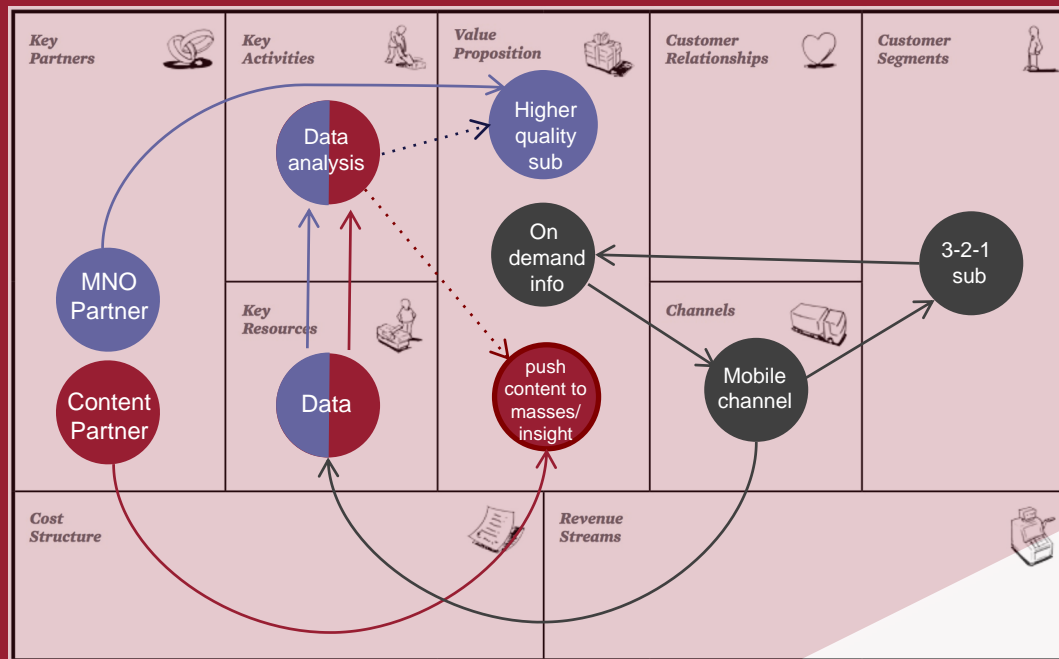 Key
Partners
Key
Activities
Value
Proposition
Customer
Relationships
Customer
Segments
Higher
quality
sub
Data
analysis
On
demand
info
3-2-1
sub
MNO
Partner
Key
Resources
Channels
Content
Partner
Data
push
content to
masses/
insight
Mobile
channel
Cost
Structure
Revenue
Streams